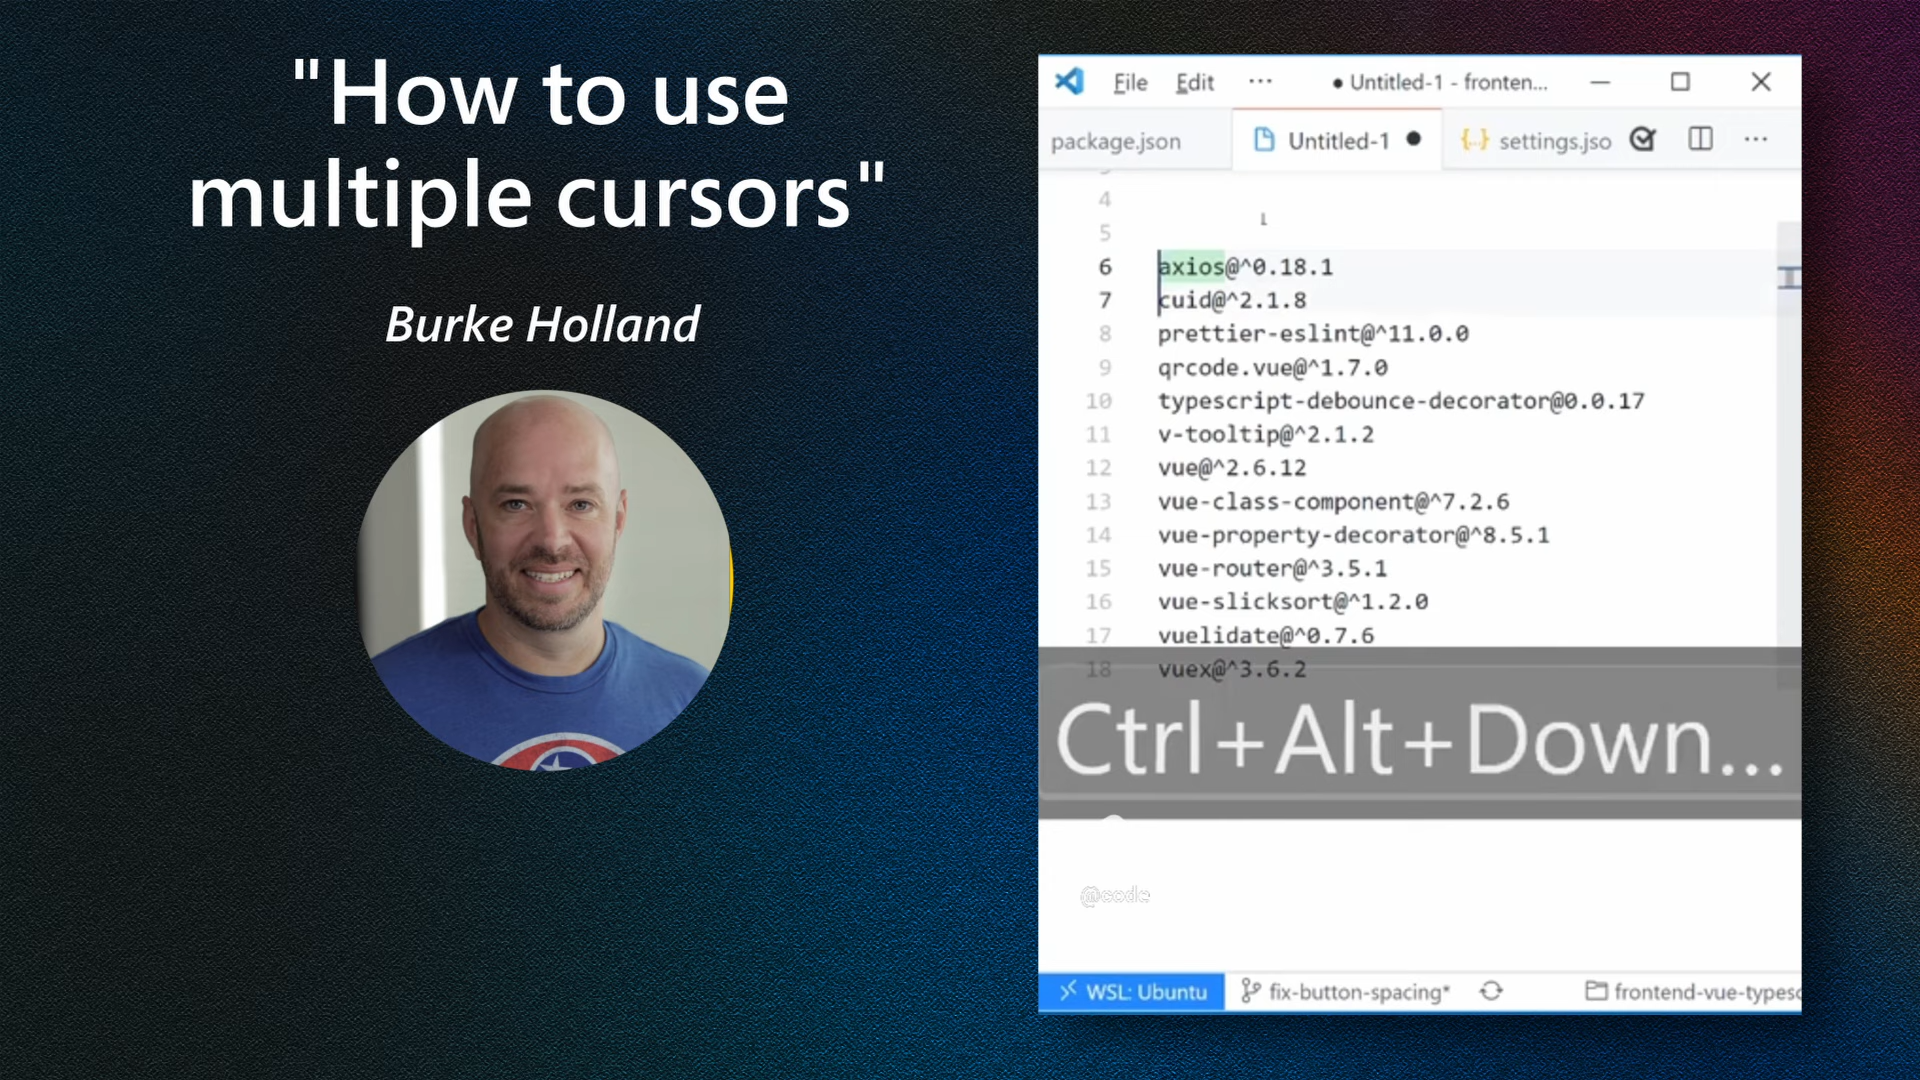 "How to use
multiple cursors"
Burke Holland
File Edit ··· ● Untitled-1 - fronten...
package.json Untitled-1 ● {..} settings.jso ···
4
5
6 axios@^0.18.1
7 cuid@^2.1.8
8 prettier-eslint@^11.0.0
9 qrcode.vue@^1.7.0
10 typescript-debounce-decorator@0.0.17
11 v-tooltip@^2.1.2
12 vue@^2.6.12
13 vue-class-component@^7.2.6
14 vue-property-decorator@^8.5.1
15 vue-router@^3.5.1
16 vue-slicksort@^1.2.0
17 vuelidate@^0.7.6
18 vuex@^3.6.2
Ctrl+Alt+Down...
@code
WSL: Ubuntu fix-button-spacing* frontend-vue-typesc